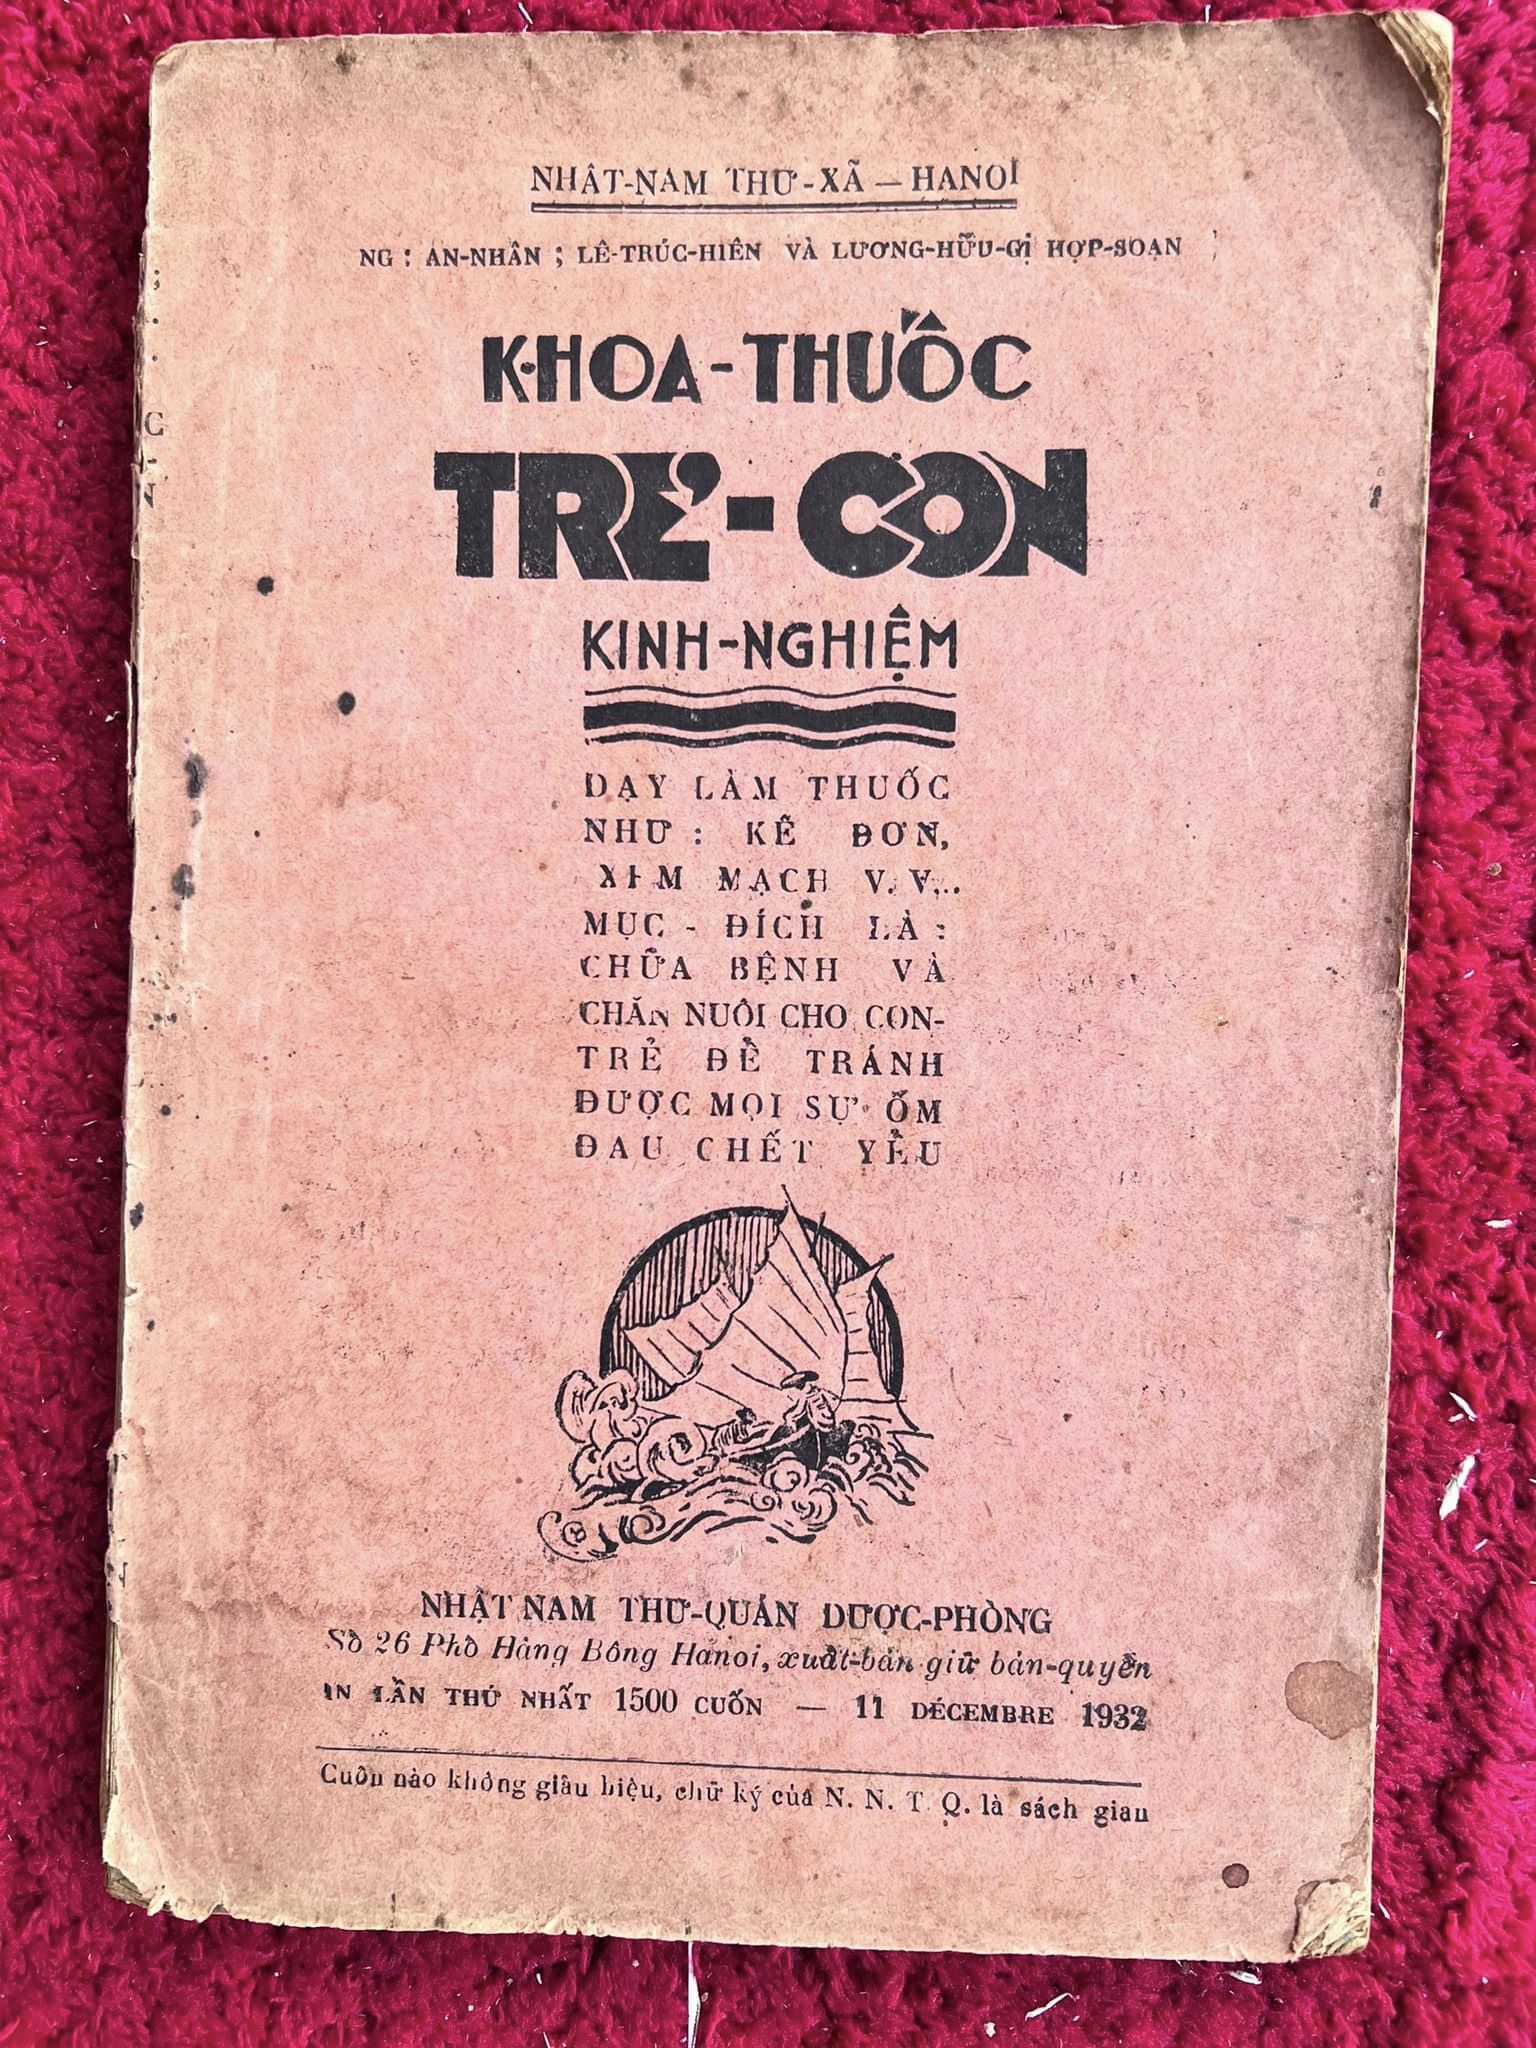 NHẬT-NAM THƯ-XÃ — HANOI
NG: AN-NHÂN; LÊ-TRÚC-HIÊN VÀ LƯƠNG-HỮU-GỊ HỢP-SOẠN
KHOA-THUỐC
TRẺ-CON
KINH-NGHIỆM
DẠY LÀM THUỐC
NHƯ: KÊ ĐƠN,
XEM MẠCH V.V...
MỤC-ĐÍCH LÀ:
CHỮA BỆNH VÀ
CHĂN NUÔI CHO CON-
TRẺ ĐỂ TRÁNH
ĐƯỢC MỌI SỰ ỐM
ĐAU CHẾT YỂU
NHẬT NAM THƯ-QUÁN DƯỢC-PHÒNG
Số 26 Phố Hàng Bông Hanoi, xuất-bản giữ bản-quyền
IN LẦN THỨ NHẤT 1500 CUỐN — 11 DÉCEMBRE 1932
Cuốn nào không giấu hiệu, chữ ký của N. N. T Q. là sách gian